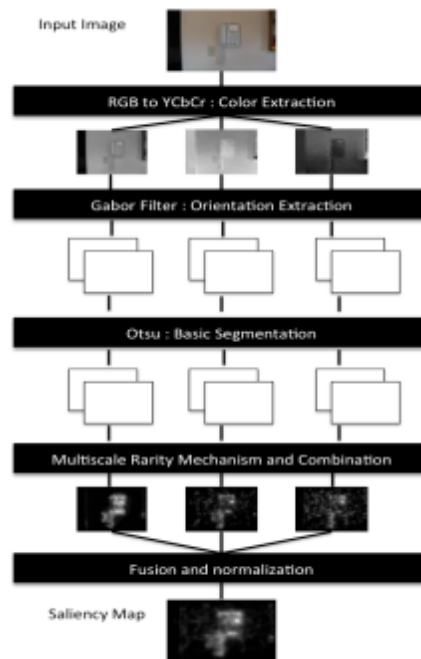 Input Image
RGB to YCbCr : Color Extraction
Gabor Filter : Orientation Extraction
Otsu : Basic Segmentation
Multiscale Rarity Mechanism and Combination
Fusion and normalization
Saliency Map